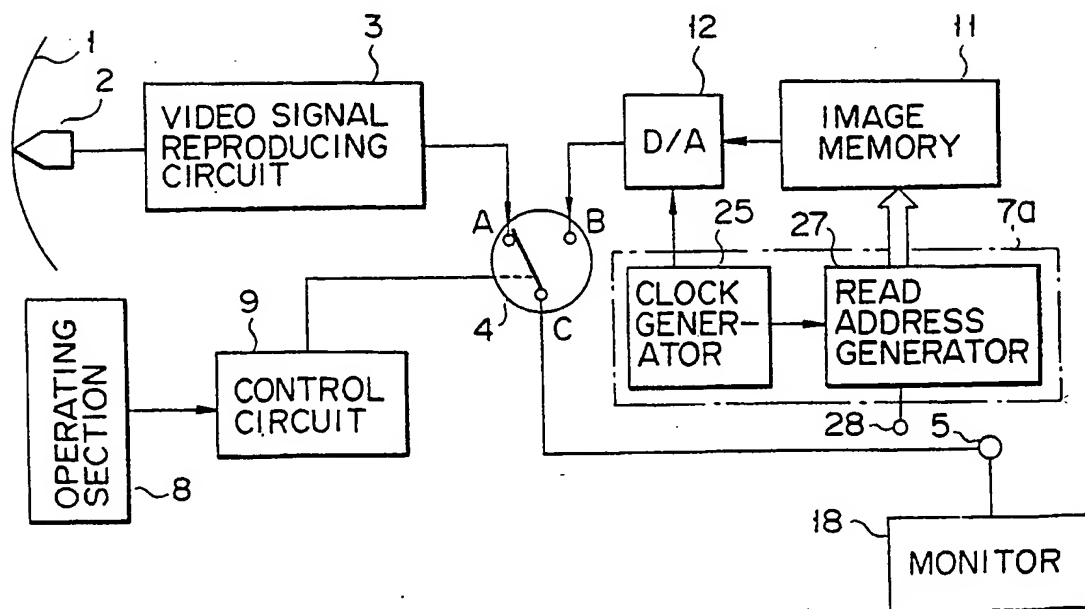 1
2
3
VIDEO SIGNAL
REPRODUCING
CIRCUIT
12
D/A
11
IMAGE
MEMORY
A
B
C
4
25
CLOCK
GENER-
ATOR
27
READ
ADDRESS
GENERATOR
7a
28
5
9
CONTROL
CIRCUIT
OPERATING
SECTION
8
18
MONITOR